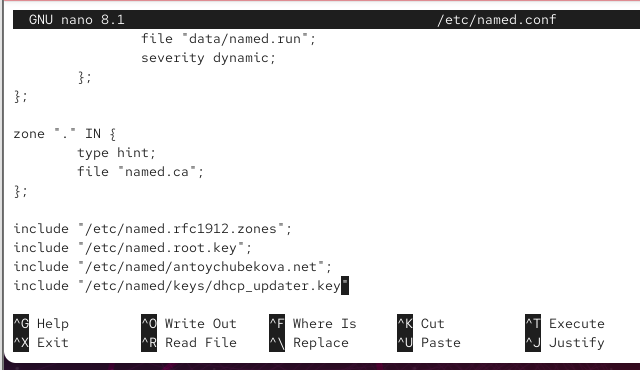 GNU nano 8.1 /etc/named.conf
file "data/named.run";
severity dynamic;
};
};
zone "." IN {
type hint;
file "named.ca";
};
include "/etc/named.rfc1912.zones";
include "/etc/named.root.key";
include "/etc/named/antoychubekova.net";
include "/etc/named/keys/dhcp_updater.key"
^G Help ^O Write Out ^F Where Is ^K Cut ^T Execute
^X Exit ^R Read File ^\ Replace ^U Paste ^J Justify